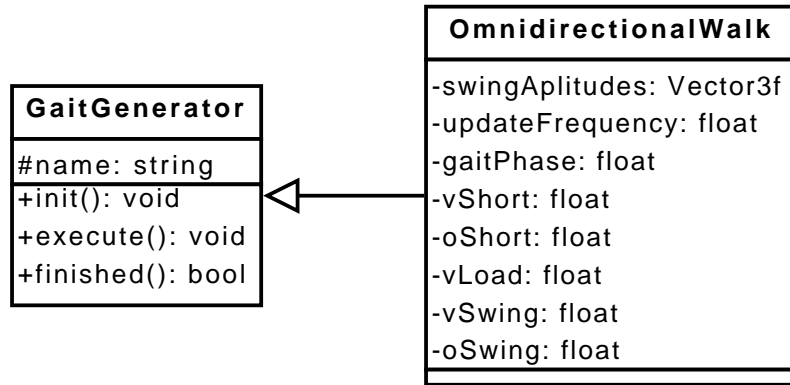 GaitGenerator
#name: string
+init(): void
+execute(): void
+finished(): bool
OmnidirectionalWalk
-swingAplitudes: Vector3f
-updateFrequency: float
-gaitPhase: float
-vShort: float
-oShort: float
-vLoad: float
-vSwing: float
-oSwing: float